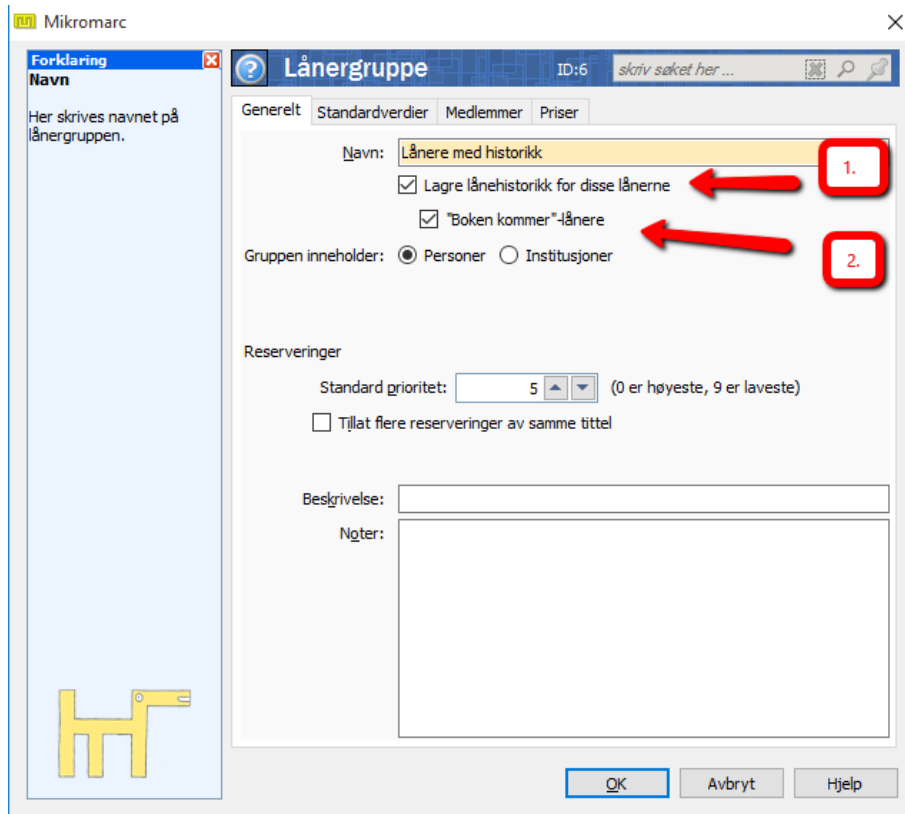 Mikromarc
Forklaring
Navn
Her skrives navnet på
lånergruppen.
Lånergruppe
ID:6
skriv søket her ...
Generelt Standardverdier Medlemmer Priser
Navn: Lånere med historikk
1.
Lagre lånehistorikk for disse lånerne
"Boken kommer"-lånere
2.
Gruppen inneholder: Personer Institusjoner
Reserveringer
Standard prioritet: 5 (0 er høyeste, 9 er laveste)
Tillat flere reserveringer av samme tittel
Beskrivelse:
Noter:
OK Avbryt Hjelp